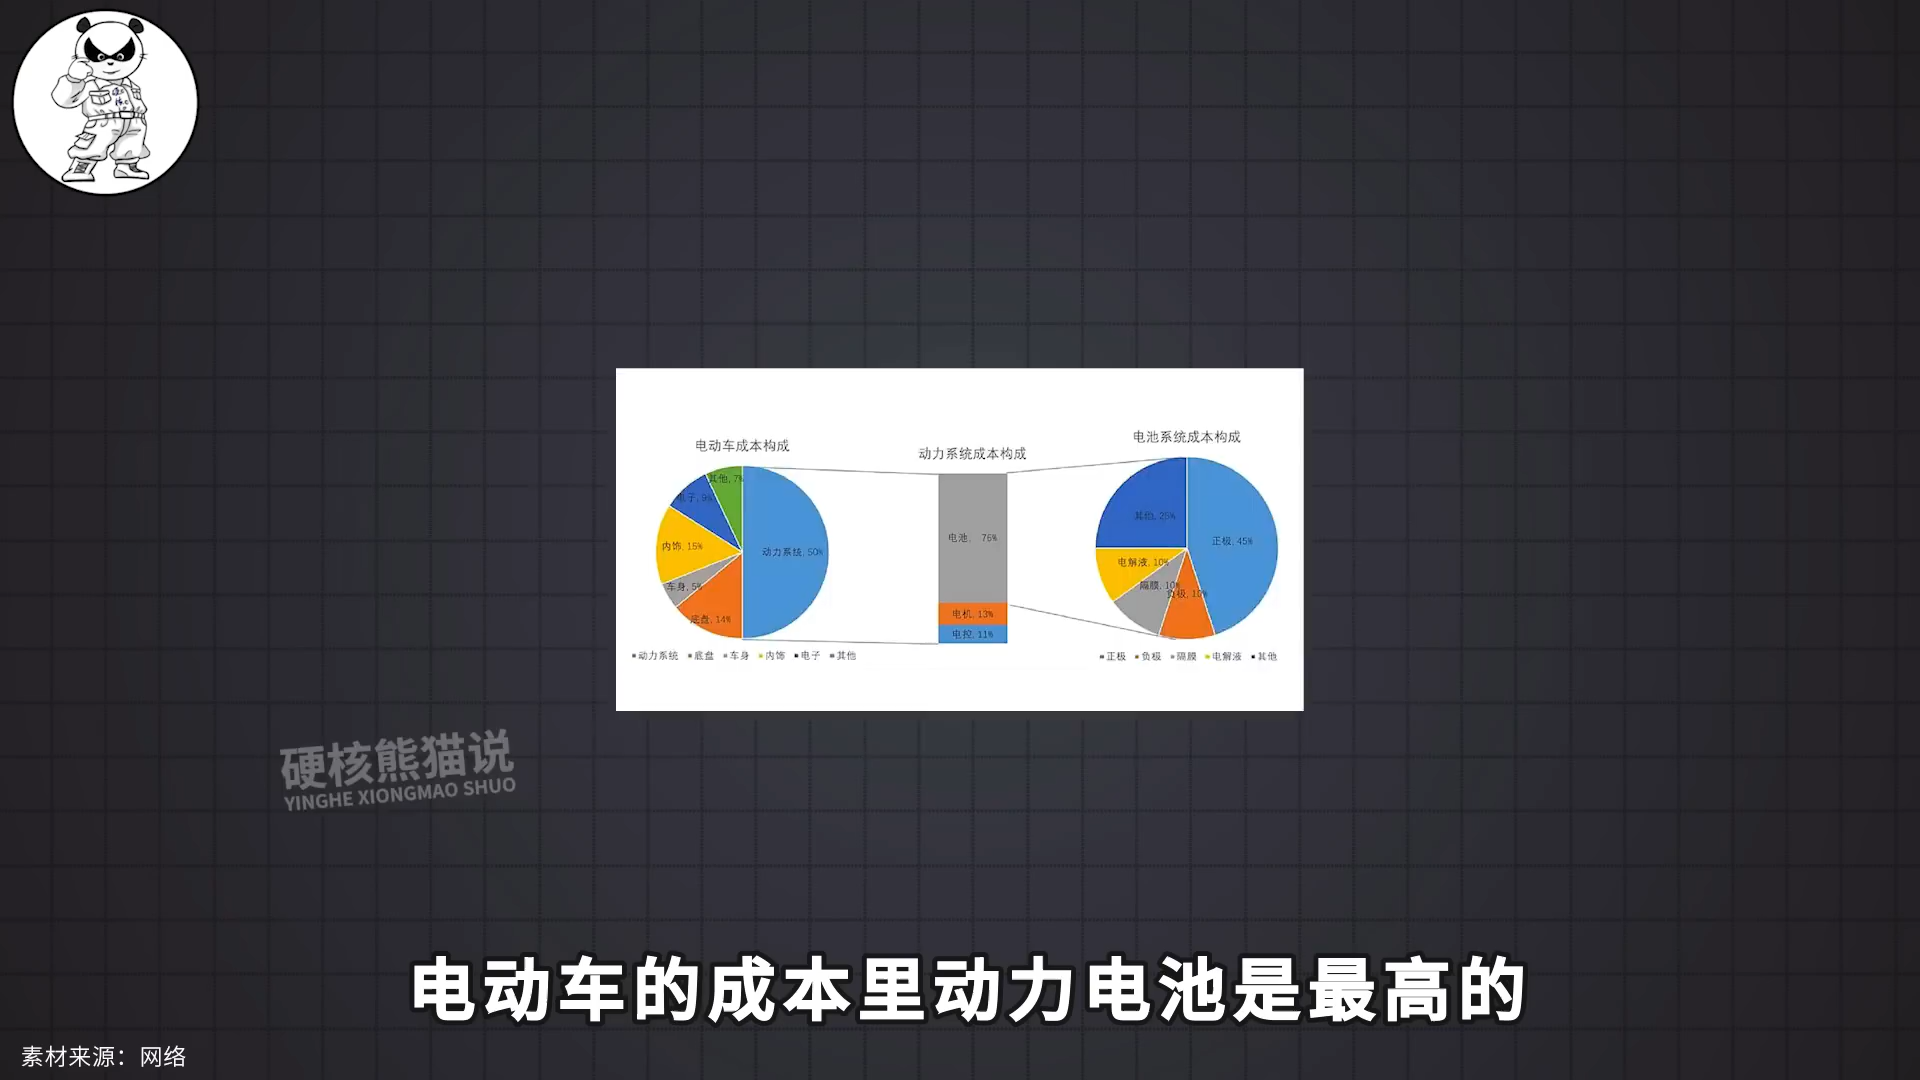 电动车成本构成
动力系统成本构成
电池系统成本构成
其他, 7%
电子, 9%
内饰, 15%
车身, 5%
底盘, 14%
动力系统, 50%
电池, 76%
电机, 13%
电控, 11%
其他, 25%
正极, 45%
电解液, 10%
隔膜, 10%
负极, 10%
动力系统 底盘 车身 内饰 电子 其他
正极 负极 隔膜 电解液 其他
硬核熊猫说
YINGHE XIONGMAO SHUO
电动车的成本里动力电池是最高的
素材来源：网络